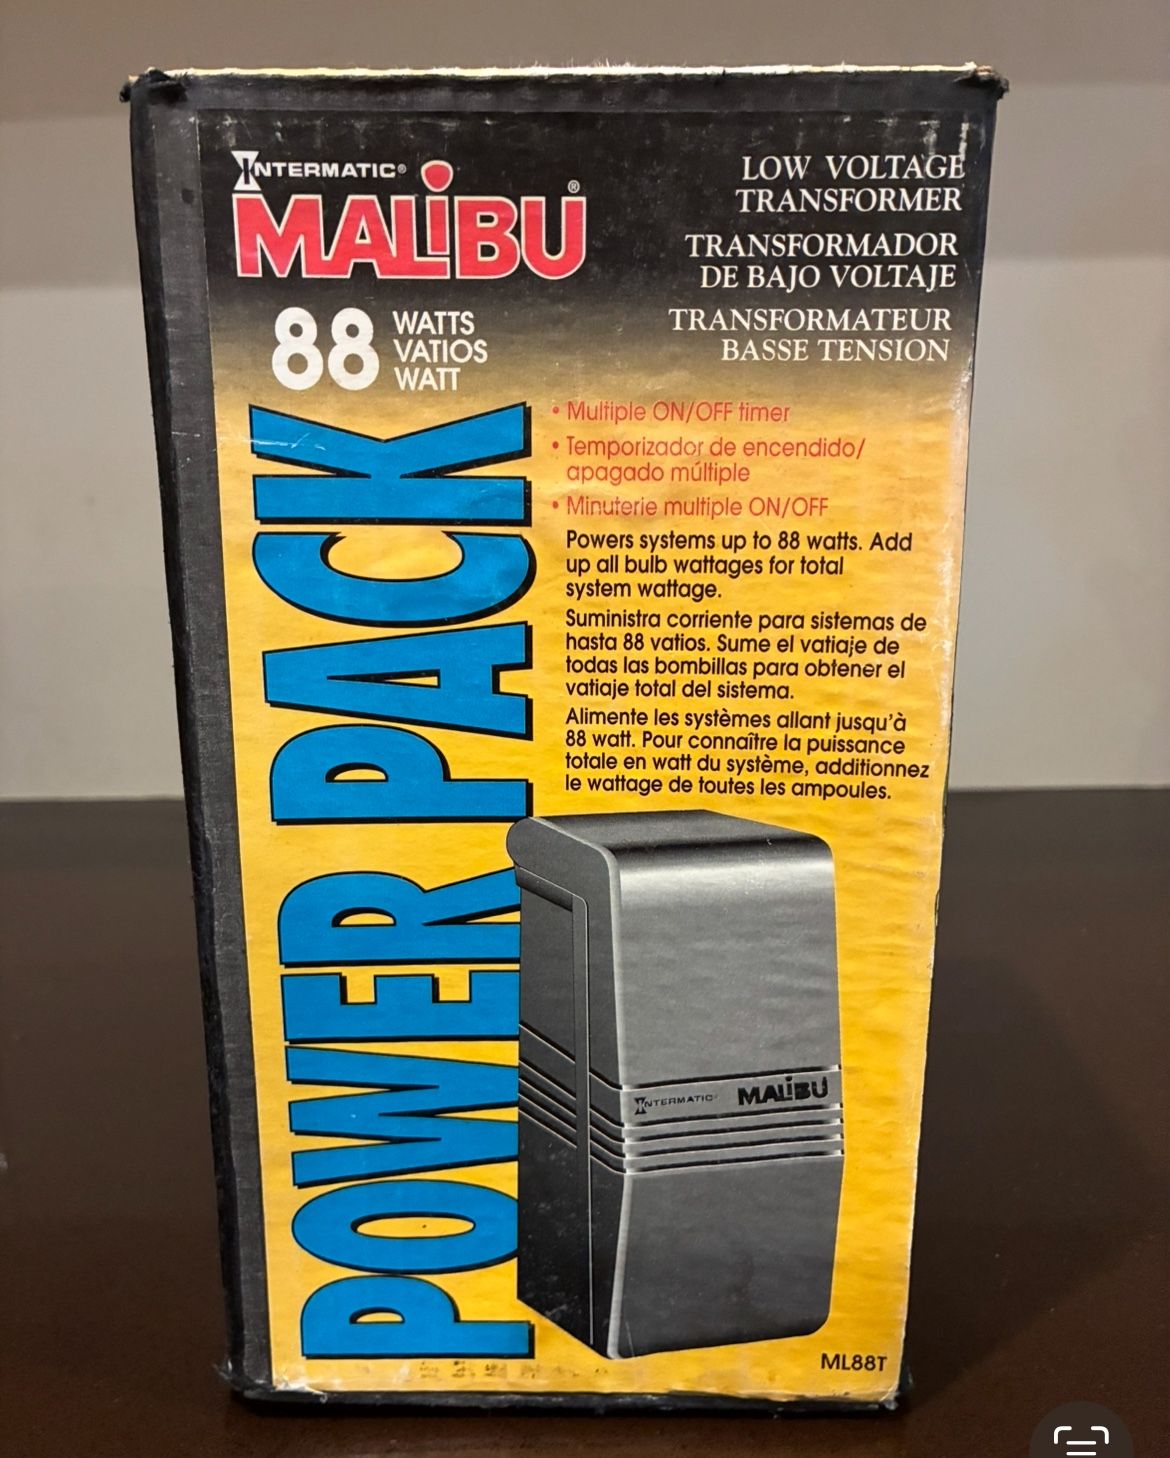 INTERMATIC®
MALiBU®
LOW VOLTAGE
TRANSFORMER
TRANSFORMADOR
DE BAJO VOLTAJE
TRANSFORMATEUR
BASSE TENSION
88 WATTS
VATIOS
WATT
POWER PACK
• Multiple ON/OFF timer
• Temporizador de encendido/
apagado múltiple
• Minuterie multiple ON/OFF
Powers systems up to 88 watts. Add
up all bulb wattages for total
system wattage.
Suministra corriente para sistemas de
hasta 88 vatios. Sume el vatiaje de
todas las bombillas para obtener el
vatiaje total del sistema.
Alimente les systèmes allant jusqu'à
88 watt. Pour connaître la puissance
totale en watt du système, additionnez
le wattage de toutes les ampoules.
INTERMATIC® MALiBU
ML88T